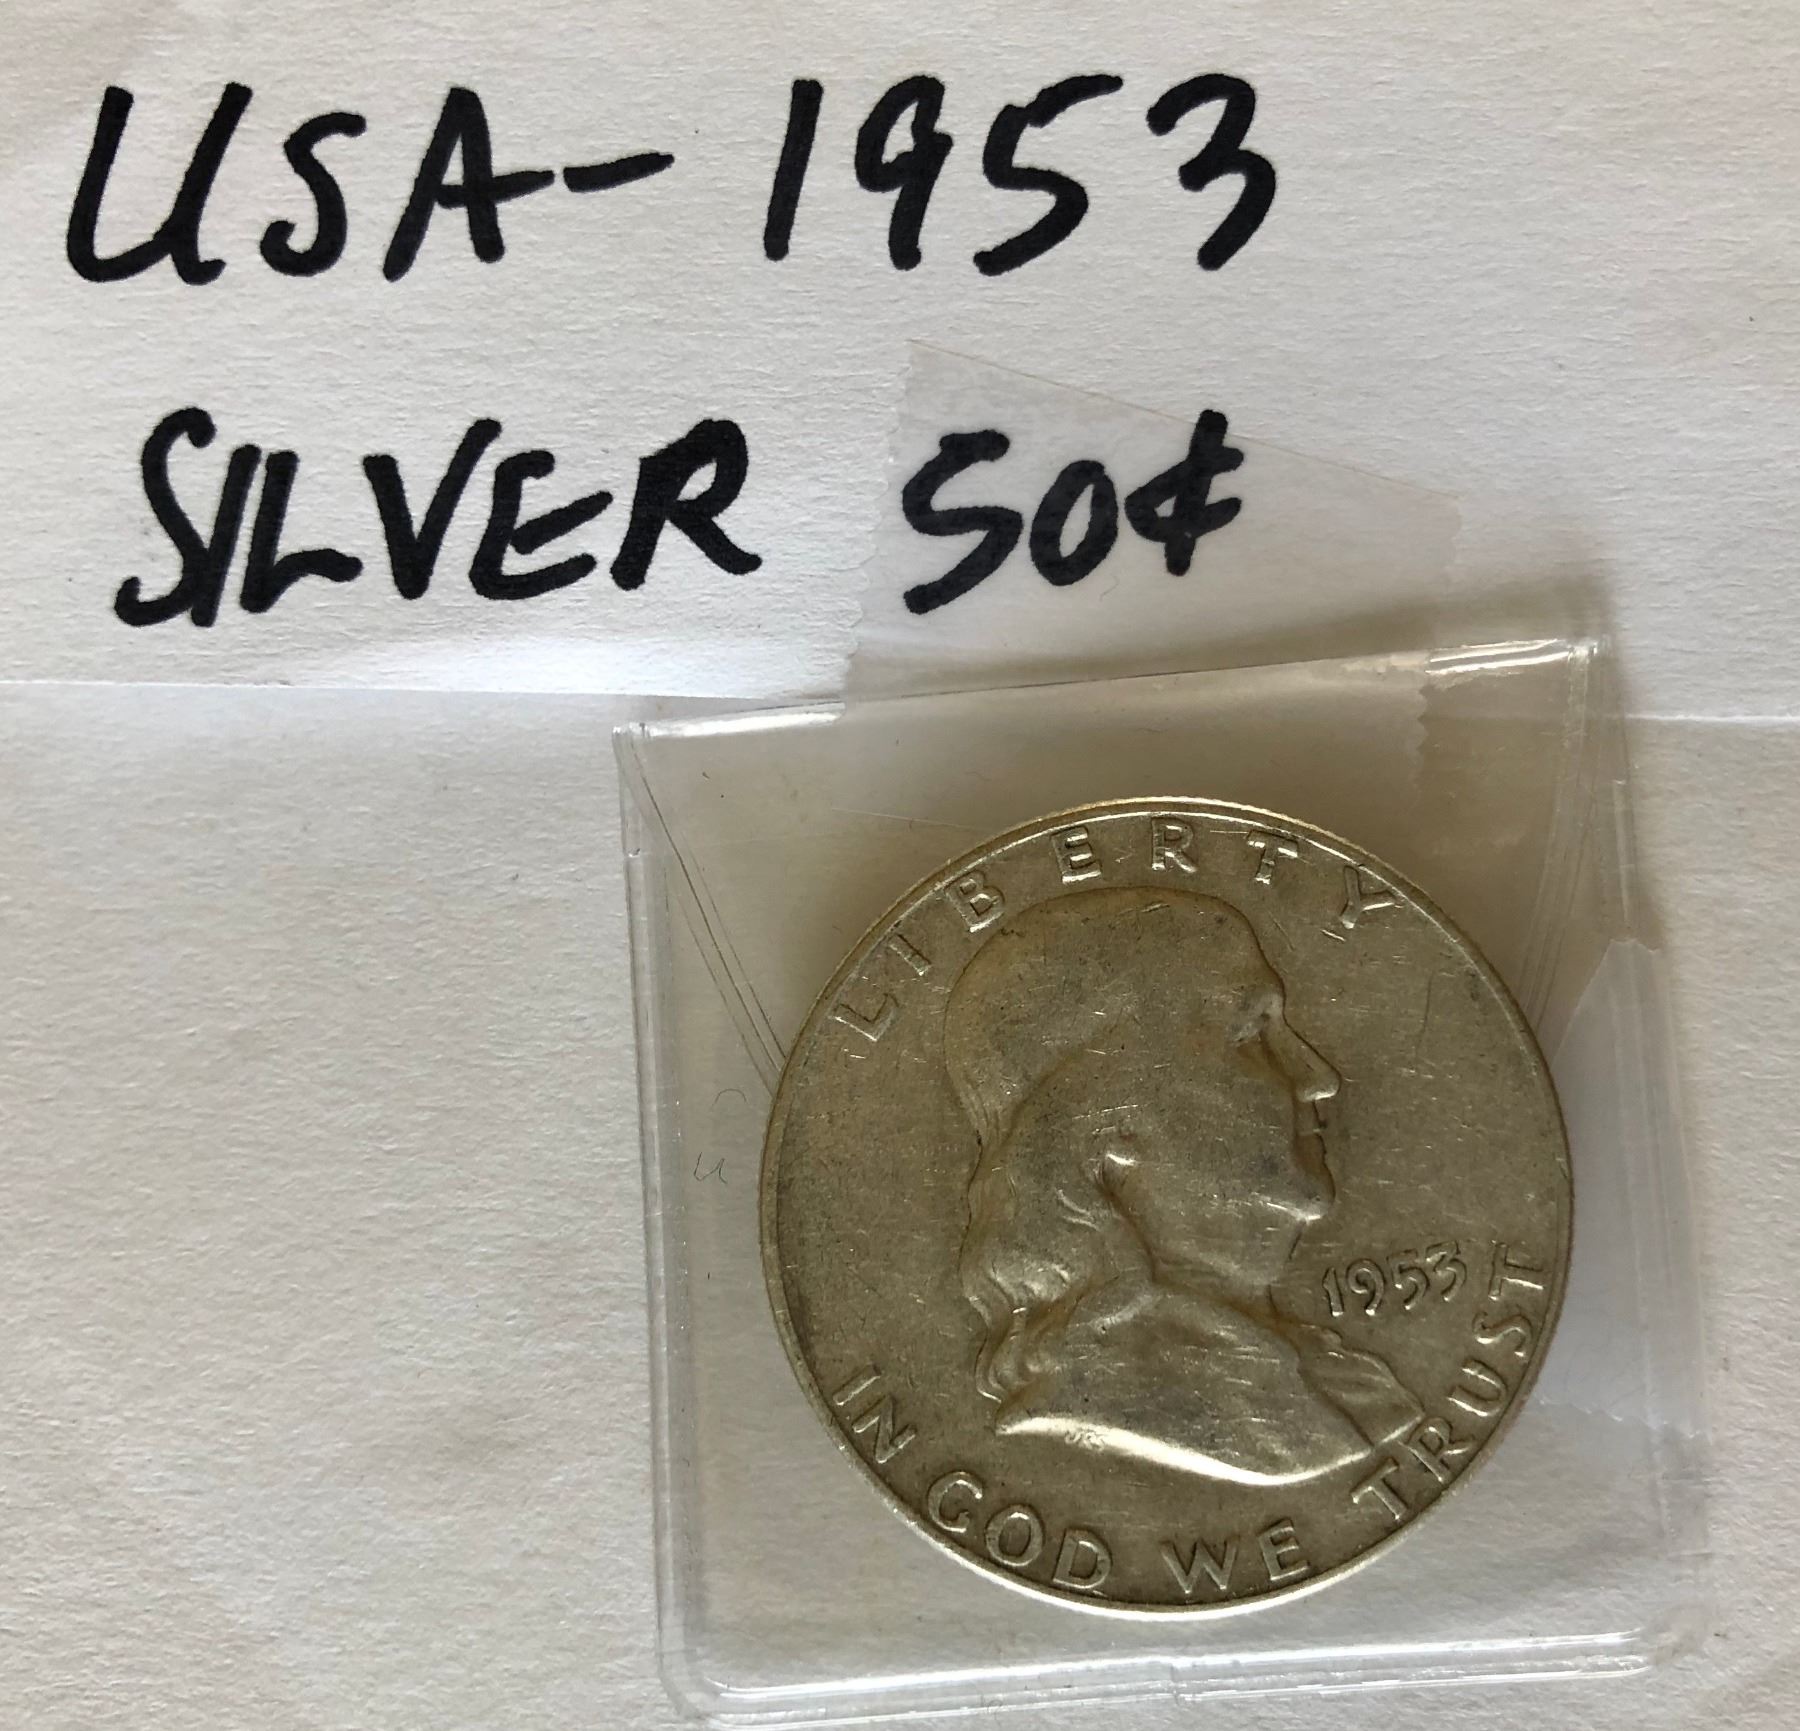 USA- 1953
SILVER 50¢
LIBERTY
1953
IN GOD WE TRUST